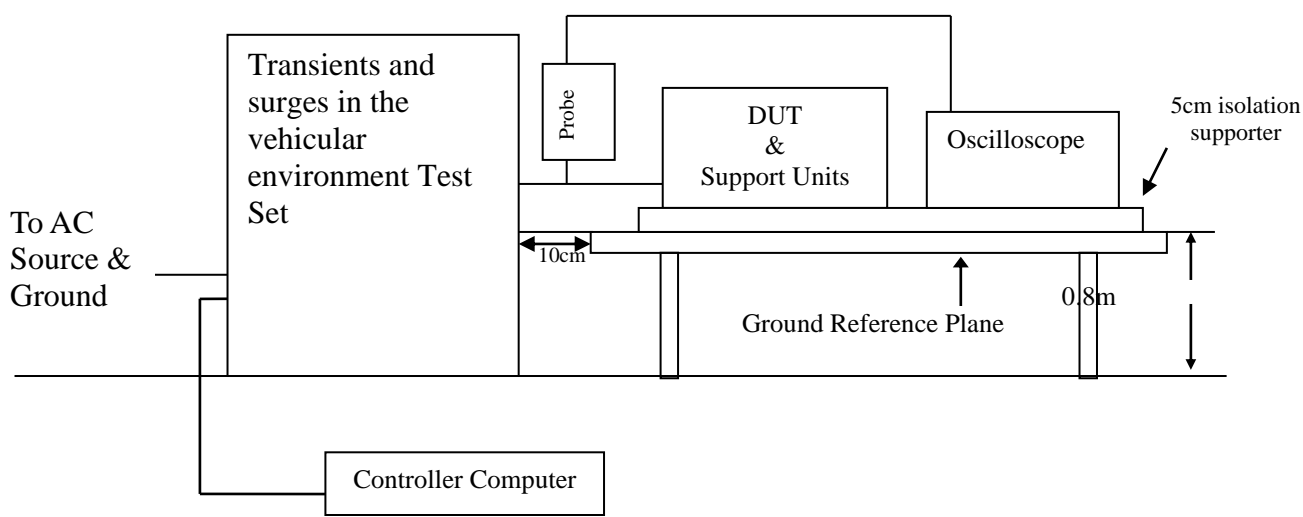 Transients and
surges in the
vehicular
environment Test
Set
Probe
DUT
&
Support Units
Oscilloscope
5cm isolation
supporter
To AC
Source &
Ground
10cm
0.8m
Ground Reference Plane
Controller Computer